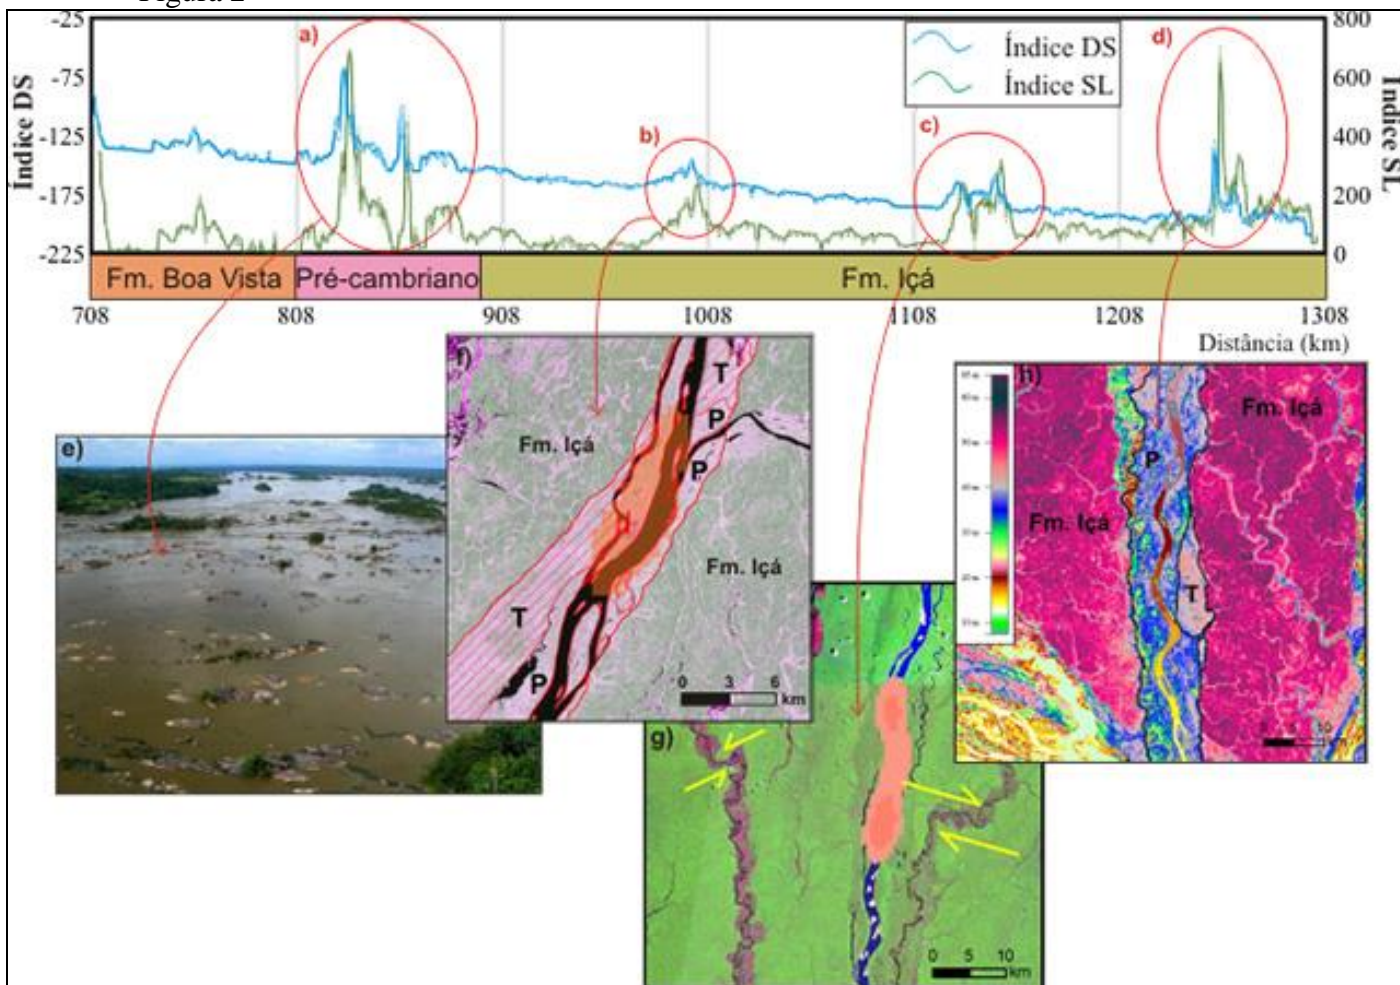 Figura 2
-25
-75
-125
-175
-225
Índice DS
a)
b)
c)
d)
Índice DS
Índice SL
800
600
400
200
0
Índice SL
Fm. Boa Vista
Pré-cambriano
Fm. Içá
708
808
908
1008
1108
1208
1308
Distância (km)
e)
f)
T
P
Fm. Içá
P
Fm. Içá
T
P
0 3 6
km
g)
0 5 10
km
h)
Fm. Içá
P
Fm. Içá
T